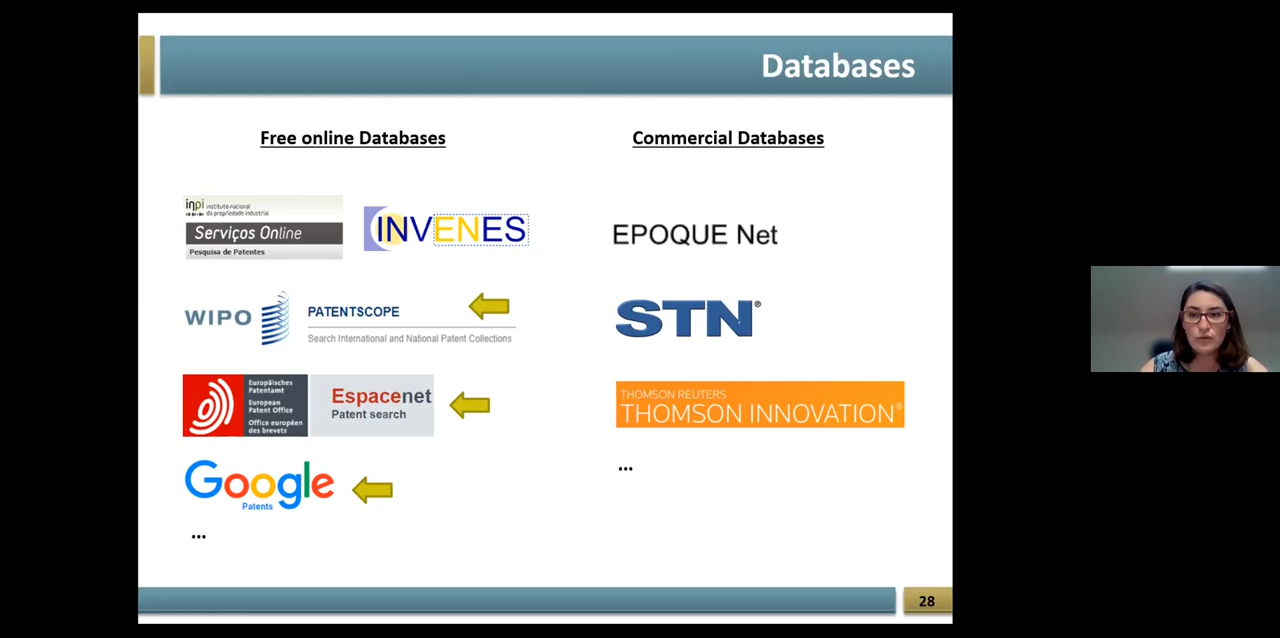 Databases
Free online Databases
Commercial Databases
inpi instituto nacional
da propriedade industrial
Serviços Online
Pesquisa de Patentes
INVENES
EPOQUE Net
WIPO
PATENTSCOPE
Search International and National Patent Collections
STN®
Europäisches
Patentamt
European
Patent Office
Office européen
des brevets
Espacenet
Patent search
THOMSON REUTERS
THOMSON INNOVATION®
Google
Patents
...
...
28